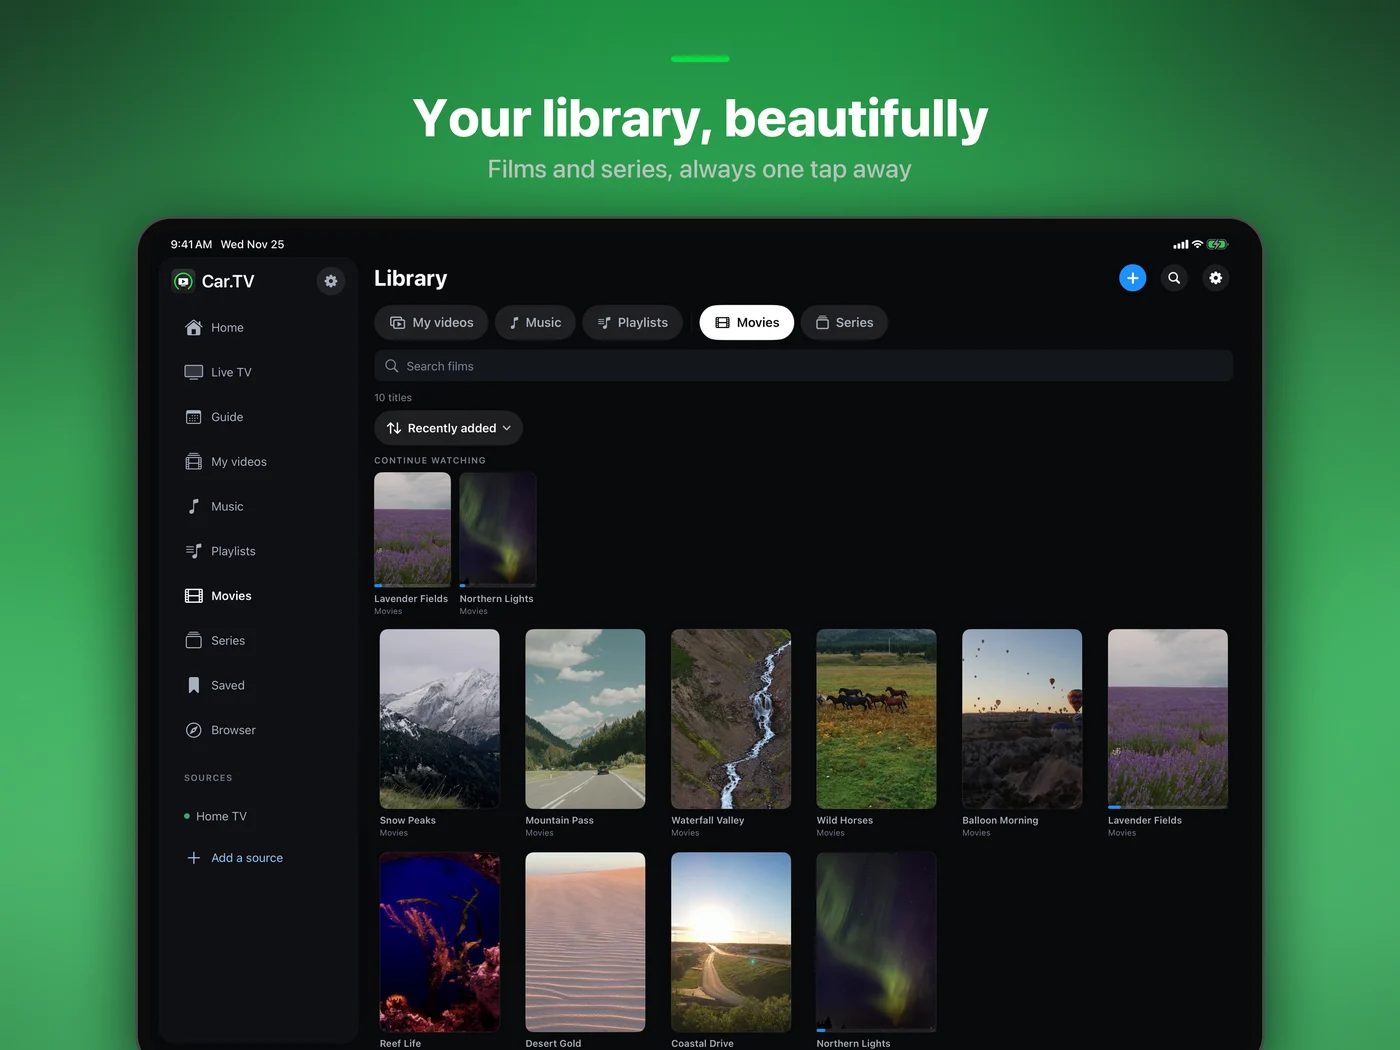 Your library, beautifully
Films and series, always one tap away
9:41 AM Wed Nov 25
Car.TV
Home
Live TV
Guide
My videos
Music
Playlists
Movies
Series
Saved
Browser
SOURCES
Home TV
Add a source
Library
My videos Music Playlists Movies Series
Search films
10 titles
Recently added
CONTINUE WATCHING
Lavender Fields Northern Lights
Movies Movies
Snow Peaks Mountain Pass Waterfall Valley Wild Horses Balloon Morning Lavender Fields
Movies Movies Movies Movies Movies Movies
Reef Life Desert Gold Coastal Drive Northern Lights